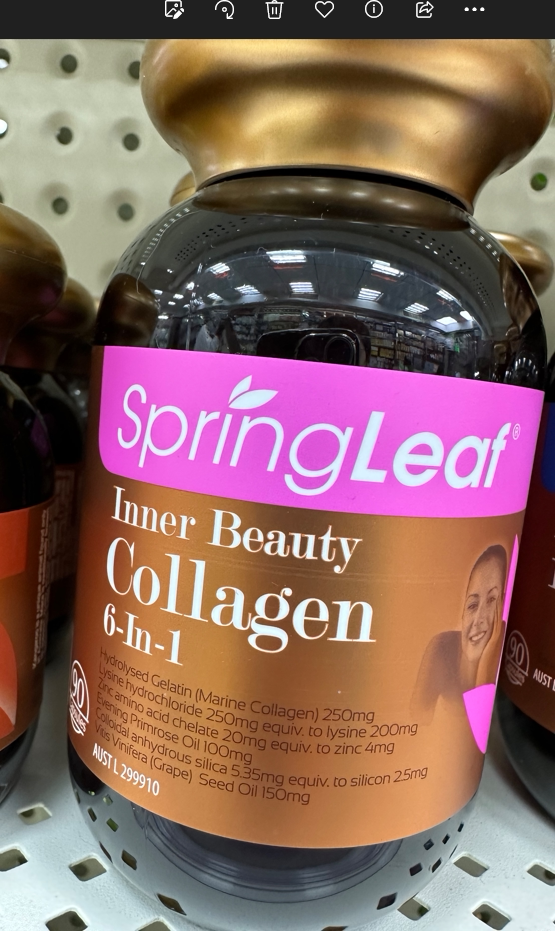 SpringLeaf®
Inner Beauty
Collagen
6-In-1
Hydrolysed Gelatin (Marine Collagen) 250mg
Lysine hydrochloride 250mg equiv. to lysine 200mg
Zinc amino acid chelate 20mg equiv. to zinc 4mg
Evening Primrose Oil 100mg
Colloidal anhydrous silica 5.35mg equiv. to silicon 2.5mg
Vitis Vinifera (Grape) Seed Oil 150mg
90
AUST L 299910
90
AUST